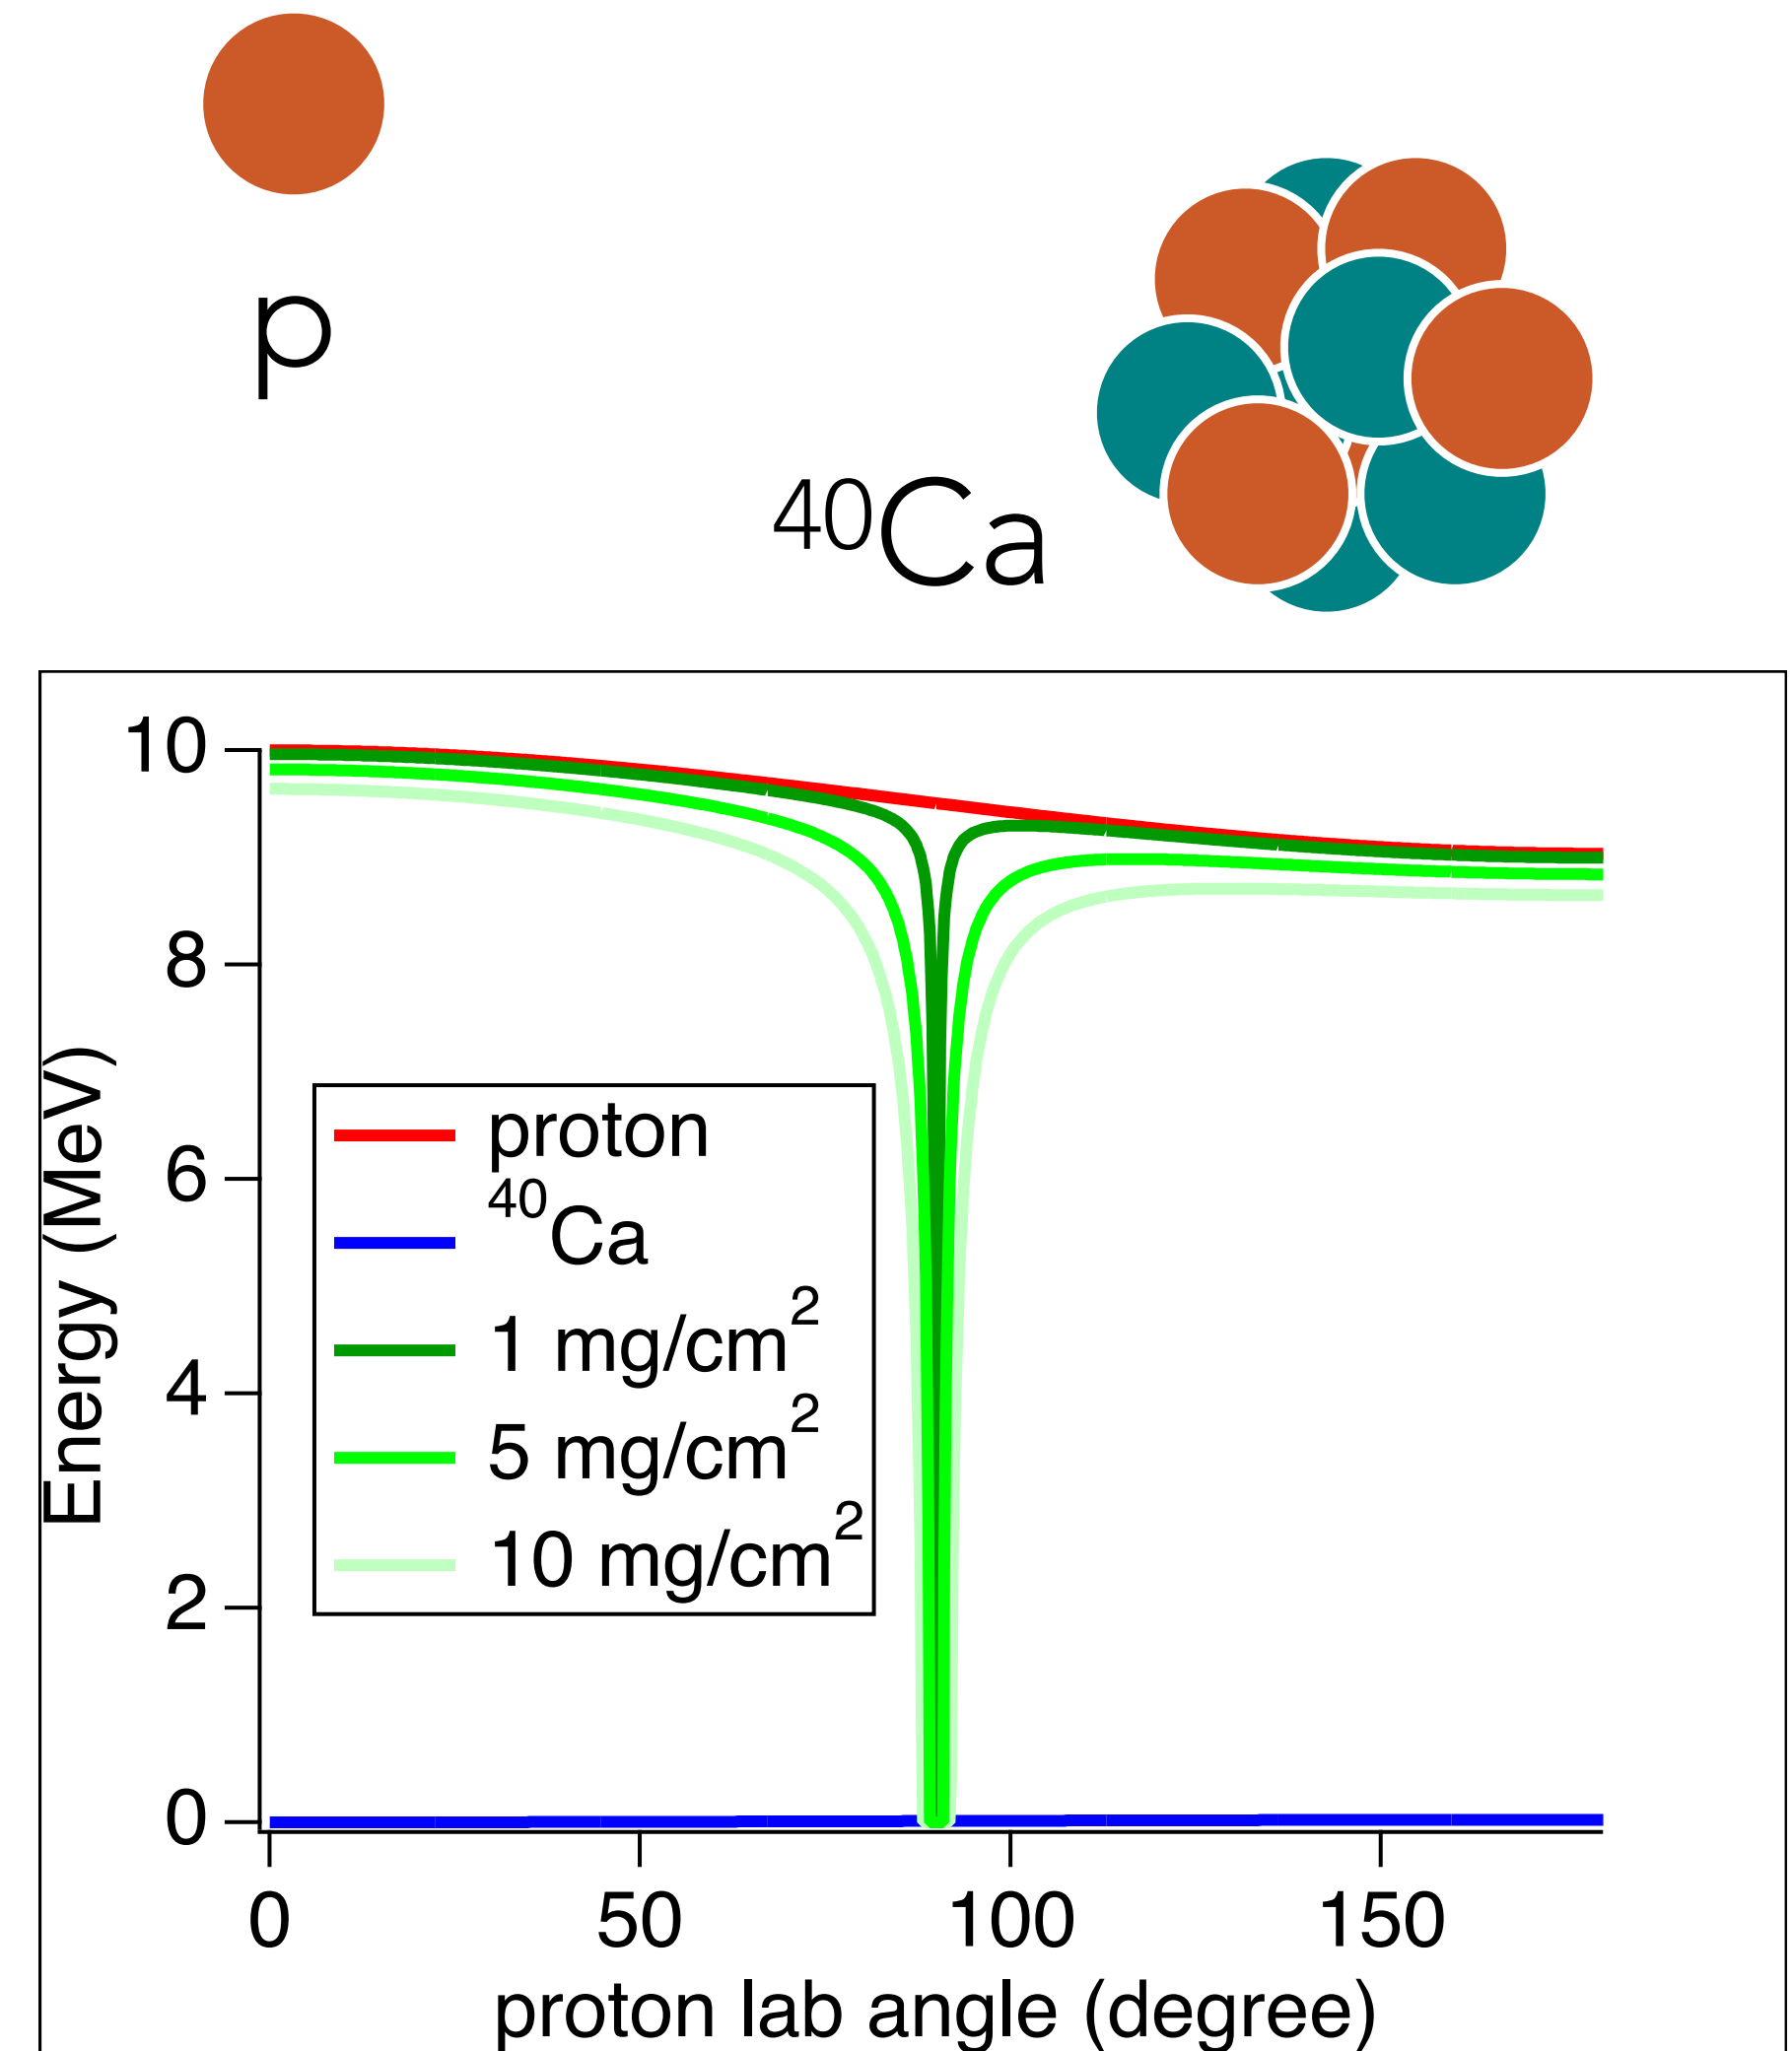 p
⁴⁰Ca
10
8
6
4
2
0
Energy (MeV)
proton
⁴⁰Ca
1 mg/cm²
5 mg/cm²
10 mg/cm²
0 50 100 150
proton lab angle (degree)